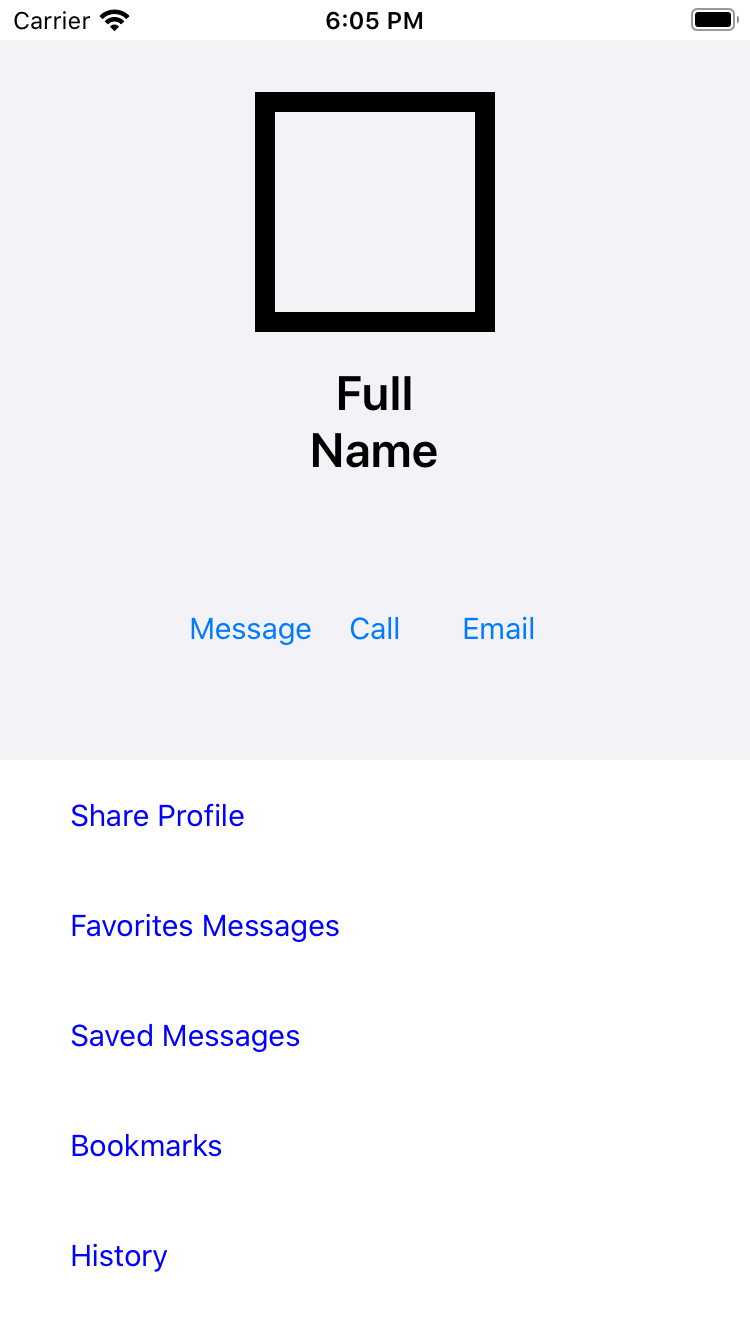 Carrier 6:05 PM
Full
Name
Message Call Email
Share Profile
Favorites Messages
Saved Messages
Bookmarks
History